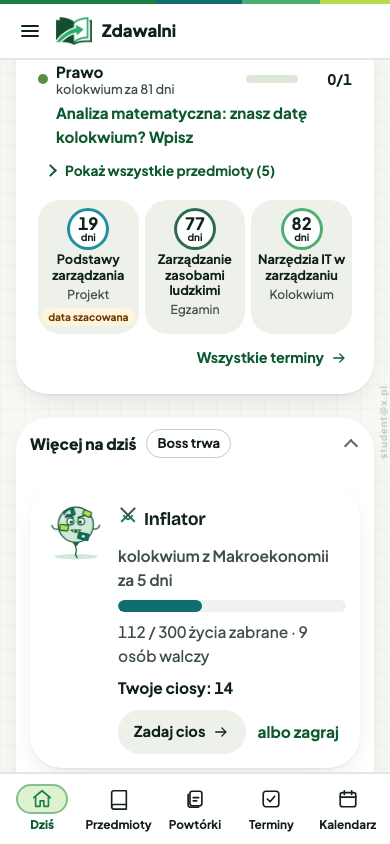 Zdawalni
Prawo
0/1
kolokwium za 81 dni
Analiza matematyczna: znasz datę
kolokwium? Wpisz
Pokaż wszystkie przedmioty (5)
19
dni
Podstawy
zarządzania
Projekt
data szacowana
77
dni
Zarządzanie
zasobami
ludzkimi
Egzamin
82
dni
Narzędzia IT w
zarządzaniu
Kolokwium
Wszystkie terminy →
student@x.pl
Więcej na dziś
Boss trwa
Inflator
kolokwium z Makroekonomii
za 5 dni
112 / 300 życia zabrane · 9
osób walczy
Twoje ciosy: 14
Zadaj cios →
albo zagraj
Dziś
Przedmioty
Powtórki
Terminy
Kalendarz